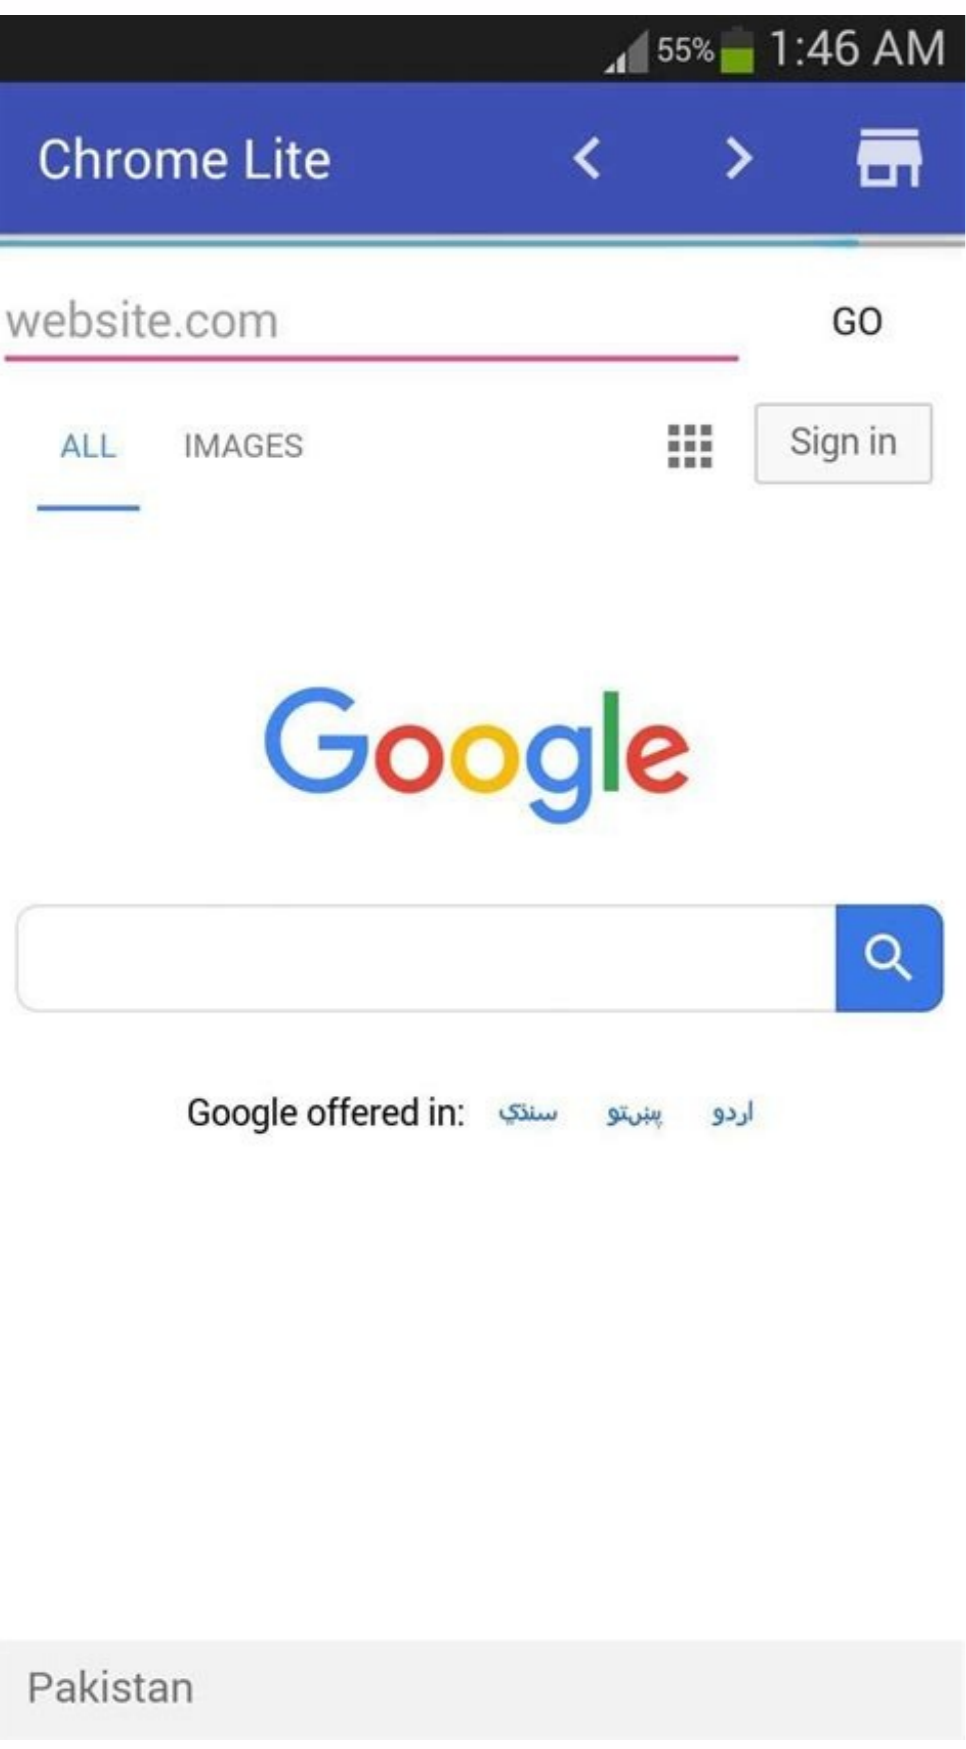 55% 1:46 AM
Chrome Lite
website.com GO
ALL IMAGES Sign in
Google
Google offered in: سنڌي پښتو اردو
Pakistan